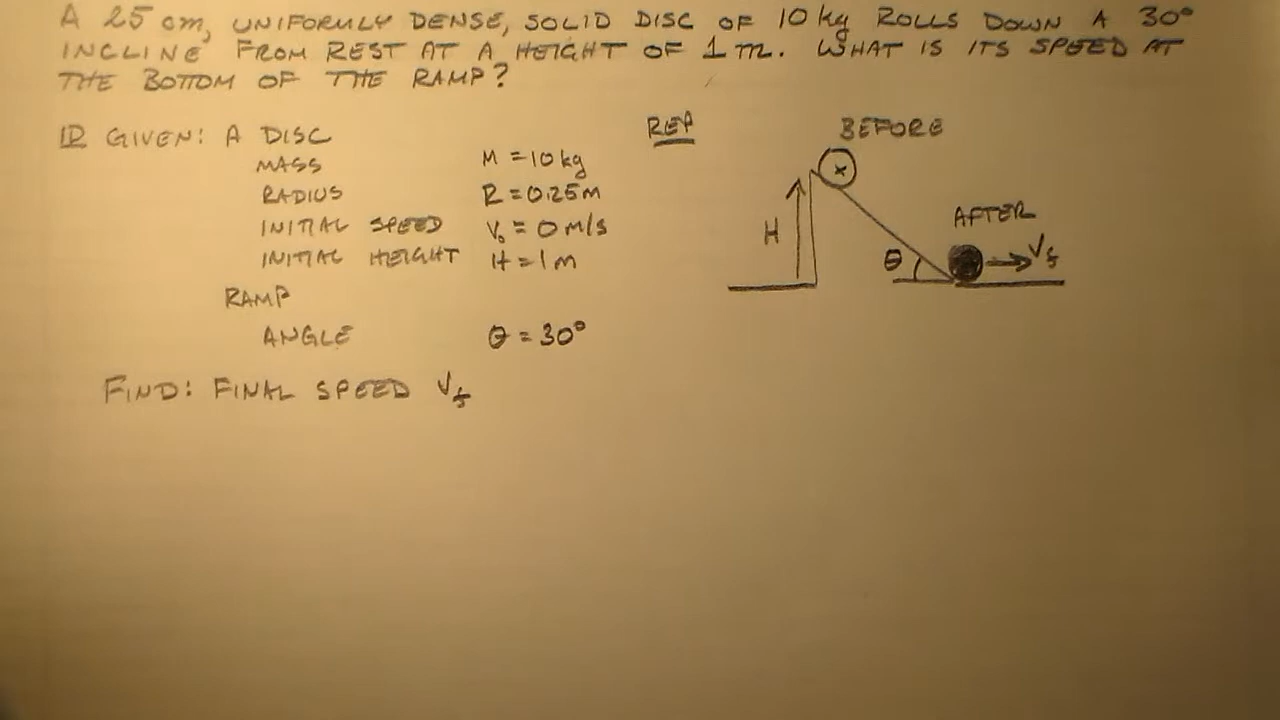 A 25 cm, UNIFORMLY DENSE, SOLID DISC OF 10 kg ROLLS DOWN A 30°
INCLINE FROM REST AT A HEIGHT OF 1 m. WHAT IS ITS SPEED AT
THE BOTTOM OF THE RAMP?
ID GIVEN: A DISC
MASS M = 10 kg
RADIUS R = 0.25 M
INITIAL SPEED V₀ = 0 M/S
INITIAL HEIGHT H = 1 M
RAMP
ANGLE θ = 30°
FIND: FINAL SPEED Vf
REP
BEFORE
H
θ
AFTER
Vf